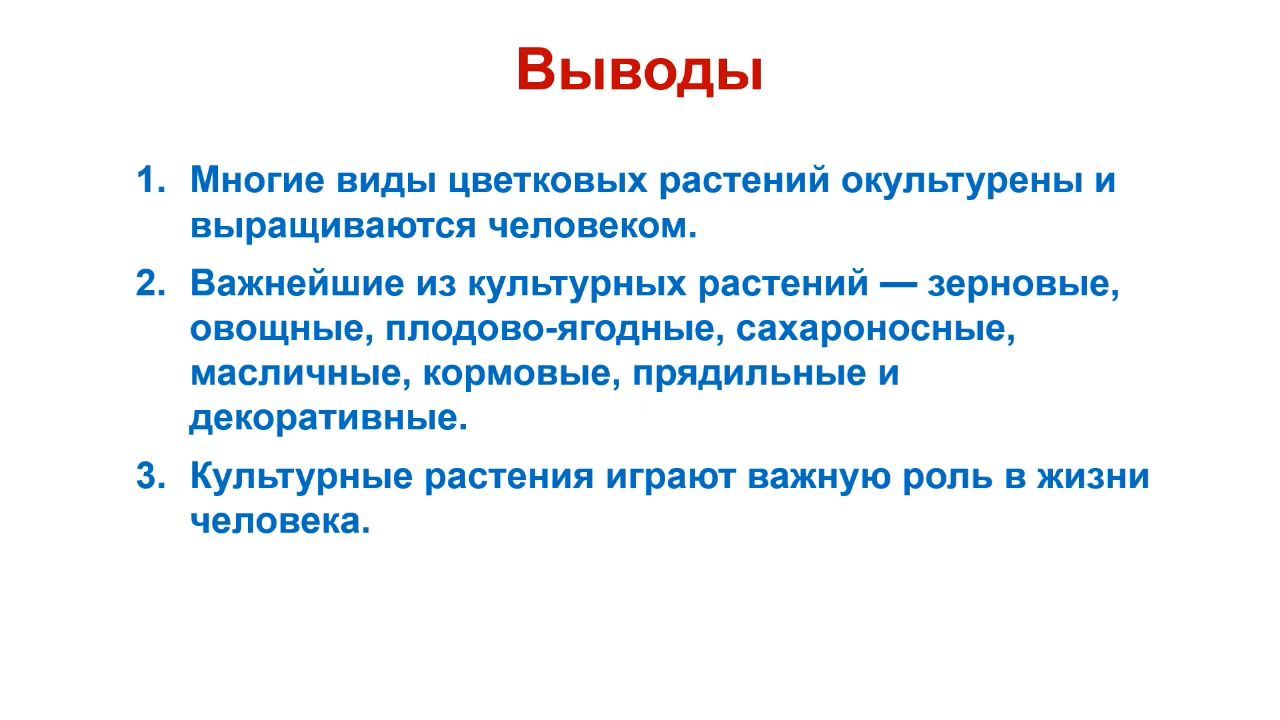 Выводы
1. Многие виды цветковых растений окультурены и
выращиваются человеком.
2. Важнейшие из культурных растений — зерновые,
овощные, плодово-ягодные, сахароносные,
масличные, кормовые, прядильные и
декоративные.
3. Культурные растения играют важную роль в жизни
человека.